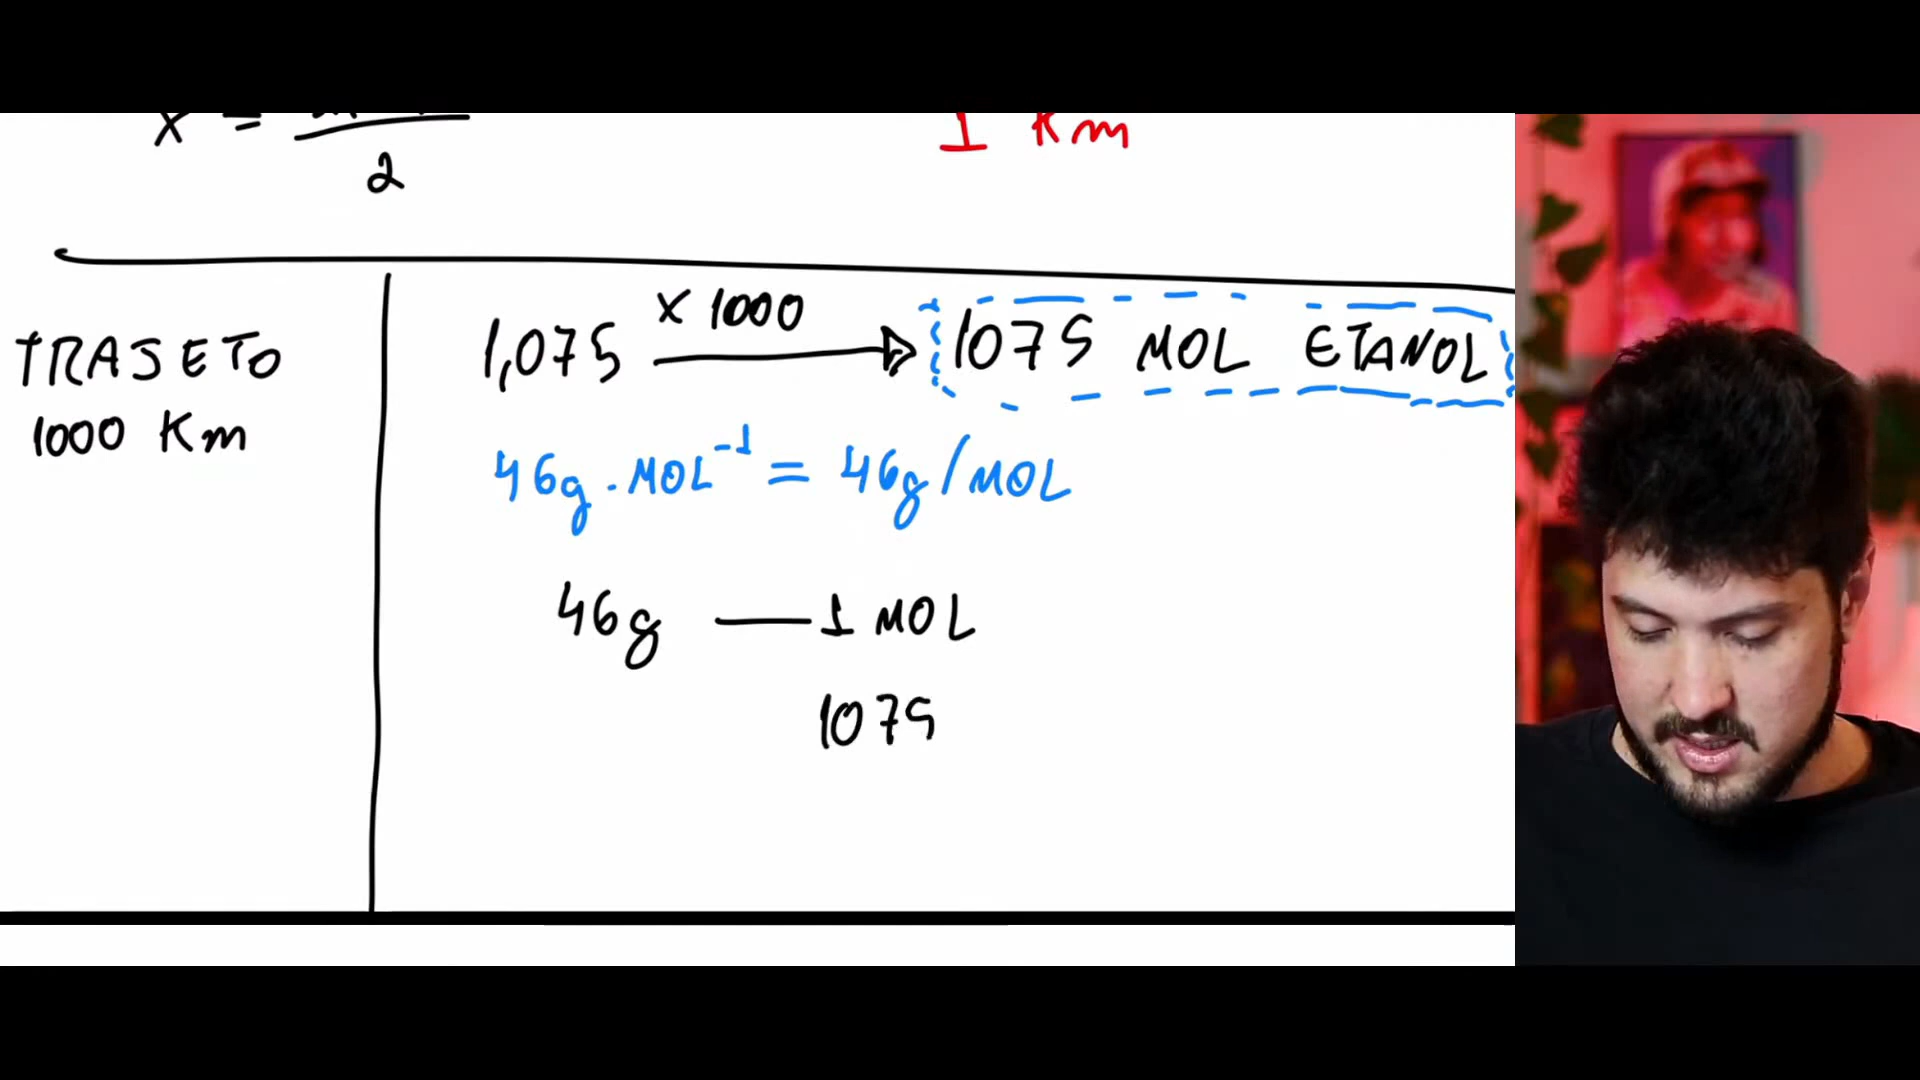 x = 2
1 Km
TRASETO
1000 Km
1,075 x 1000 1075 MOL ETANOL
46g . MOL⁻¹ = 46g/MOL
46g — 1 MOL
1075